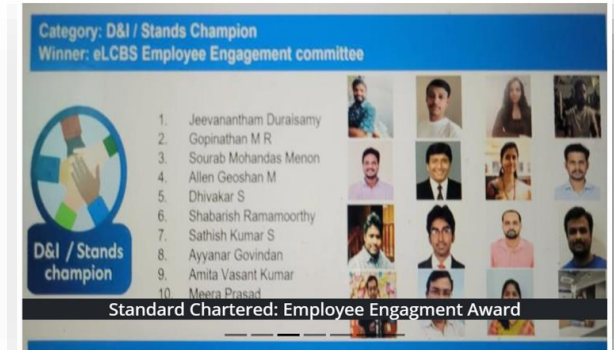 Category: D&I / Stands Champion
Winner: eLCBS Employee Engagement committee
1. Jeevanantham Duraisamy
2. Gopinathan M R
3. Sourab Mohandas Menon
4. Allen Geoshan M
5. Dhivakar S
6. Shabarish Ramamoorthy
7. Sathish Kumar S
8. Ayyanar Govindan
9. Amita Vasant Kumar
10. Meera Prasad
D&I / Stands
champion
Standard Chartered: Employee Engagment Award